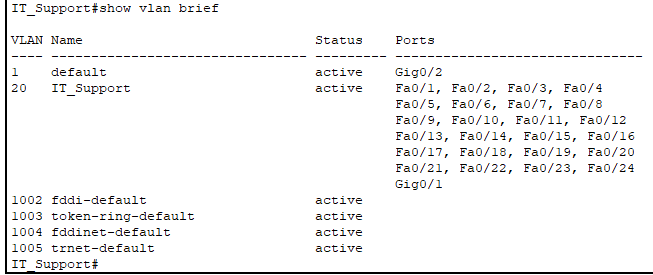 IT_Support#show vlan brief
VLAN Name                             Status    Ports
---- -------------------------------- --------- -------------------------------
1    default                          active    Gig0/2
20   IT_Support                       active    Fa0/1, Fa0/2, Fa0/3, Fa0/4
                                                Fa0/5, Fa0/6, Fa0/7, Fa0/8
                                                Fa0/9, Fa0/10, Fa0/11, Fa0/12
                                                Fa0/13, Fa0/14, Fa0/15, Fa0/16
                                                Fa0/17, Fa0/18, Fa0/19, Fa0/20
                                                Fa0/21, Fa0/22, Fa0/23, Fa0/24
                                                Gig0/1
1002 fddi-default                     active
1003 token-ring-default               active
1004 fddinet-default                  active
1005 trnet-default                    active
IT_Support#